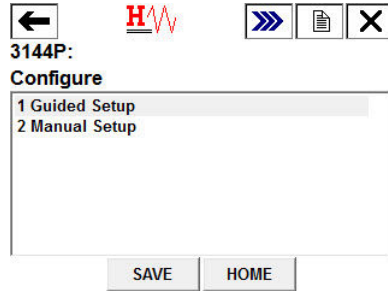 H
3144P:
Configure
1 Guided Setup
2 Manual Setup
SAVE HOME